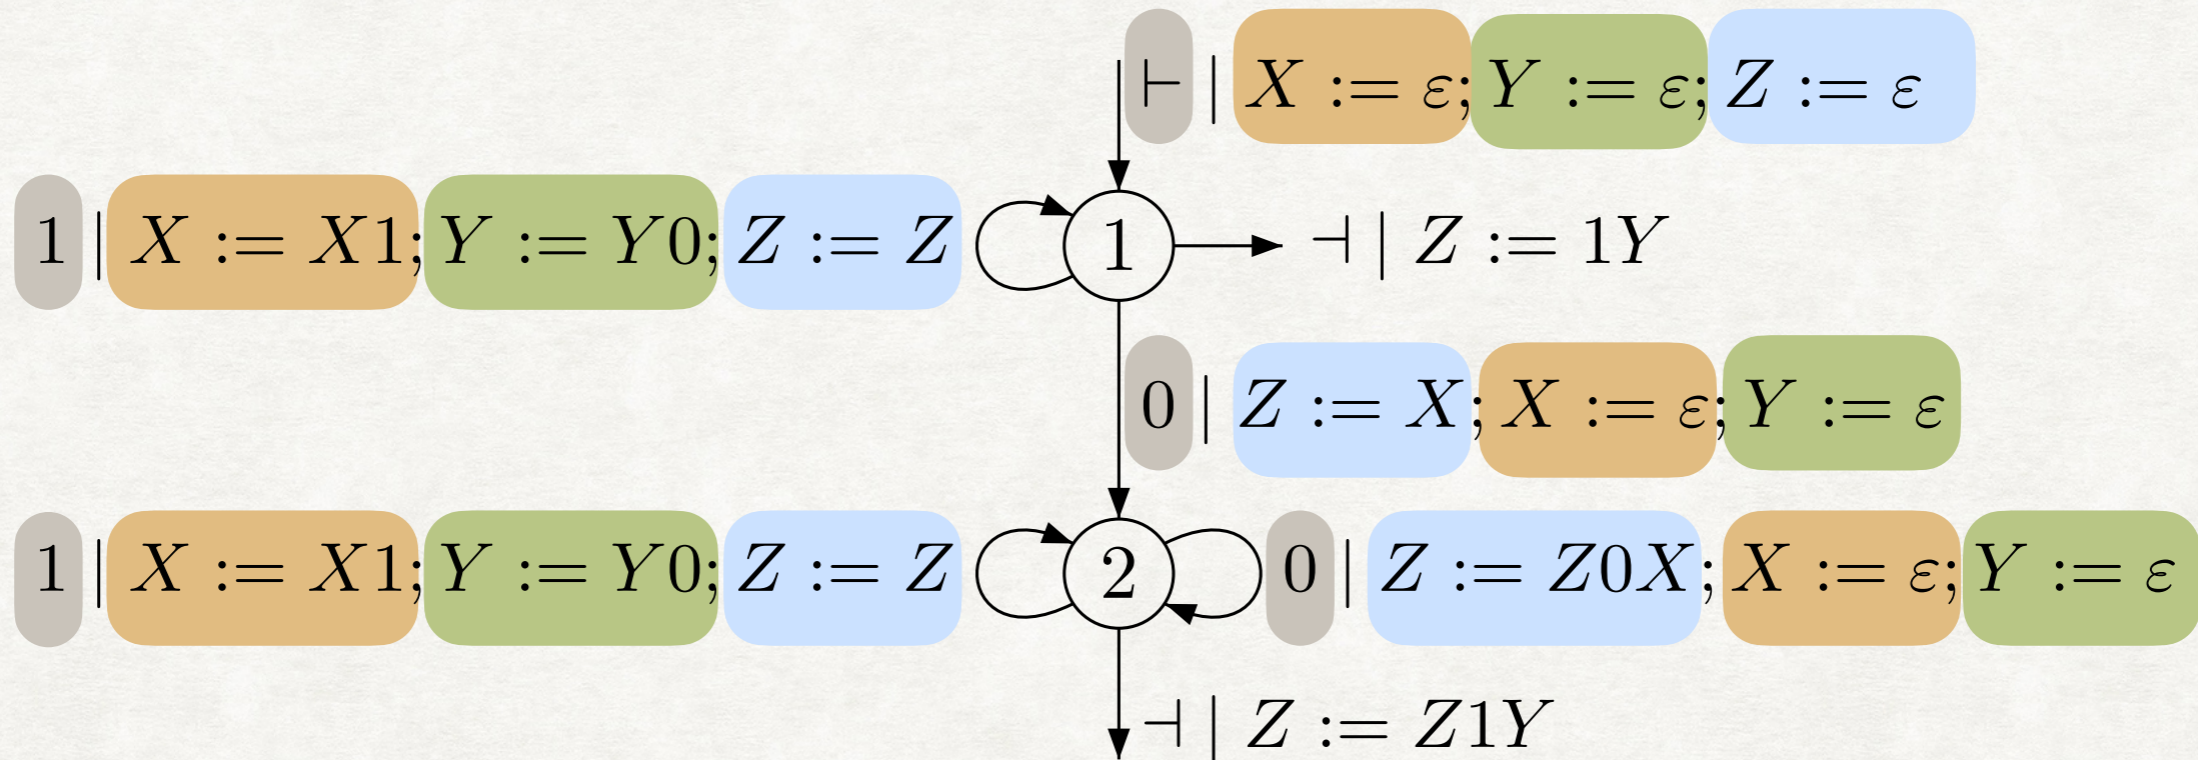 ⊢ | X := ε; Y := ε; Z := ε
1 | X := X1; Y := Y0; Z := Z
1
⊣ | Z := 1Y
0 | Z := X; X := ε; Y := ε
1 | X := X1; Y := Y0; Z := Z
2
0 | Z := Z0X; X := ε; Y := ε
⊣ | Z := Z1Y